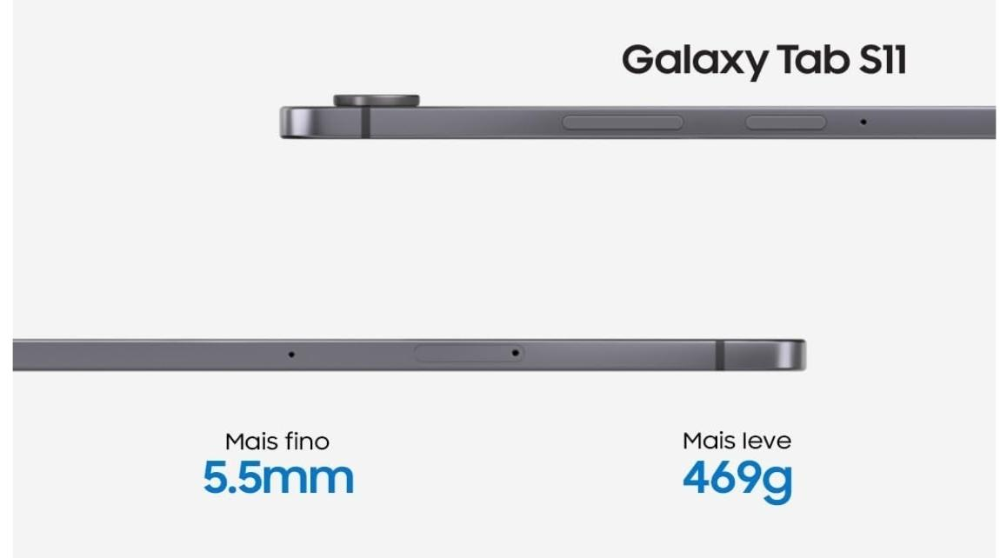 Galaxy Tab S11
Mais fino
5.5mm
Mais leve
469g